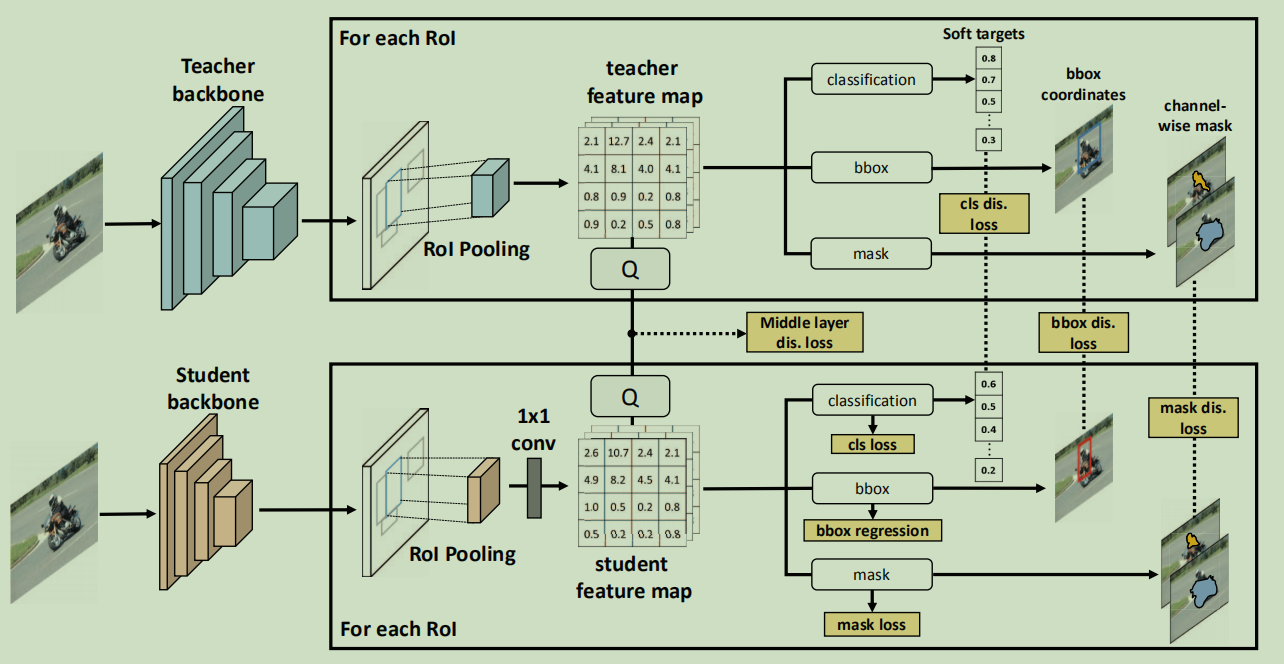 For each RoI
Teacher
backbone
RoI Pooling
teacher
feature map
2.1 12.7 2.4 2.1
4.1 8.1 4.0 4.1
0.8 0.9 0.2 0.8
0.9 0.2 0.5 0.8
Q
classification
bbox
mask
Soft targets
0.8
0.7
0.5
0.3
bbox
coordinates
channel-
wise mask
cls dis.
loss
Middle layer
dis. loss
bbox dis.
loss
mask dis.
loss
Student
backbone
RoI Pooling
1x1
conv
Q
2.6 10.7 2.4 2.1
4.9 8.2 4.5 4.1
1.0 0.5 0.2 0.8
0.5 0.2 0.2 0.8
student
feature map
classification
cls loss
bbox
bbox regression
mask
mask loss
0.6
0.5
0.4
0.2
For each RoI